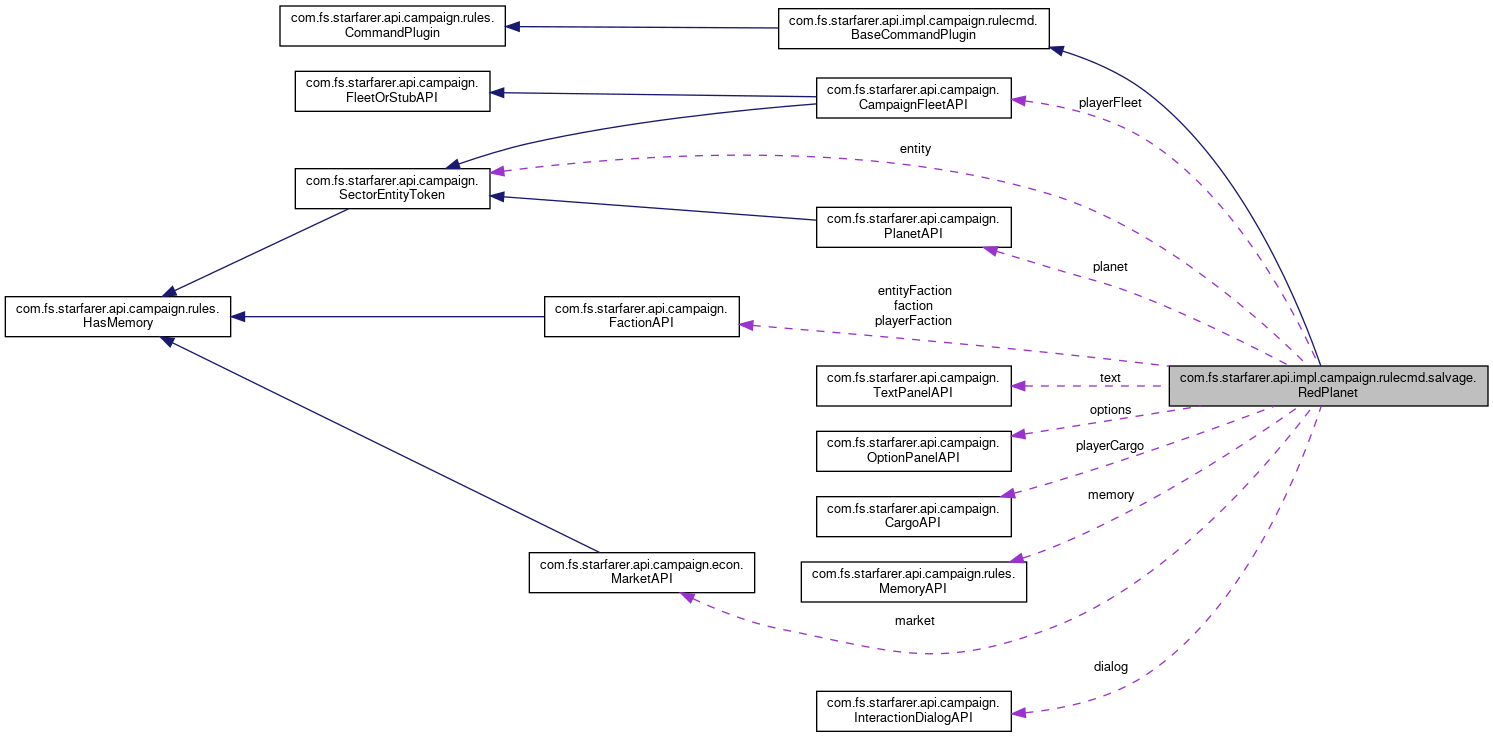 com.fs.starfarer.api.campaign.rules.
CommandPlugin
com.fs.starfarer.api.impl.campaign.rulecmd.
BaseCommandPlugin
com.fs.starfarer.api.campaign.
FleetOrStubAPI
com.fs.starfarer.api.campaign.
CampaignFleetAPI
playerFleet
entity
com.fs.starfarer.api.campaign.
SectorEntityToken
com.fs.starfarer.api.campaign.
PlanetAPI
planet
entityFaction
faction
playerFaction
com.fs.starfarer.api.campaign.rules.
HasMemory
com.fs.starfarer.api.campaign.
FactionAPI
com.fs.starfarer.api.campaign.
TextPanelAPI
text
com.fs.starfarer.api.impl.campaign.rulecmd.salvage.
RedPlanet
options
com.fs.starfarer.api.campaign.
OptionPanelAPI
playerCargo
com.fs.starfarer.api.campaign.
CargoAPI
memory
com.fs.starfarer.api.campaign.econ.
MarketAPI
com.fs.starfarer.api.campaign.rules.
MemoryAPI
market
dialog
com.fs.starfarer.api.campaign.
InteractionDialogAPI